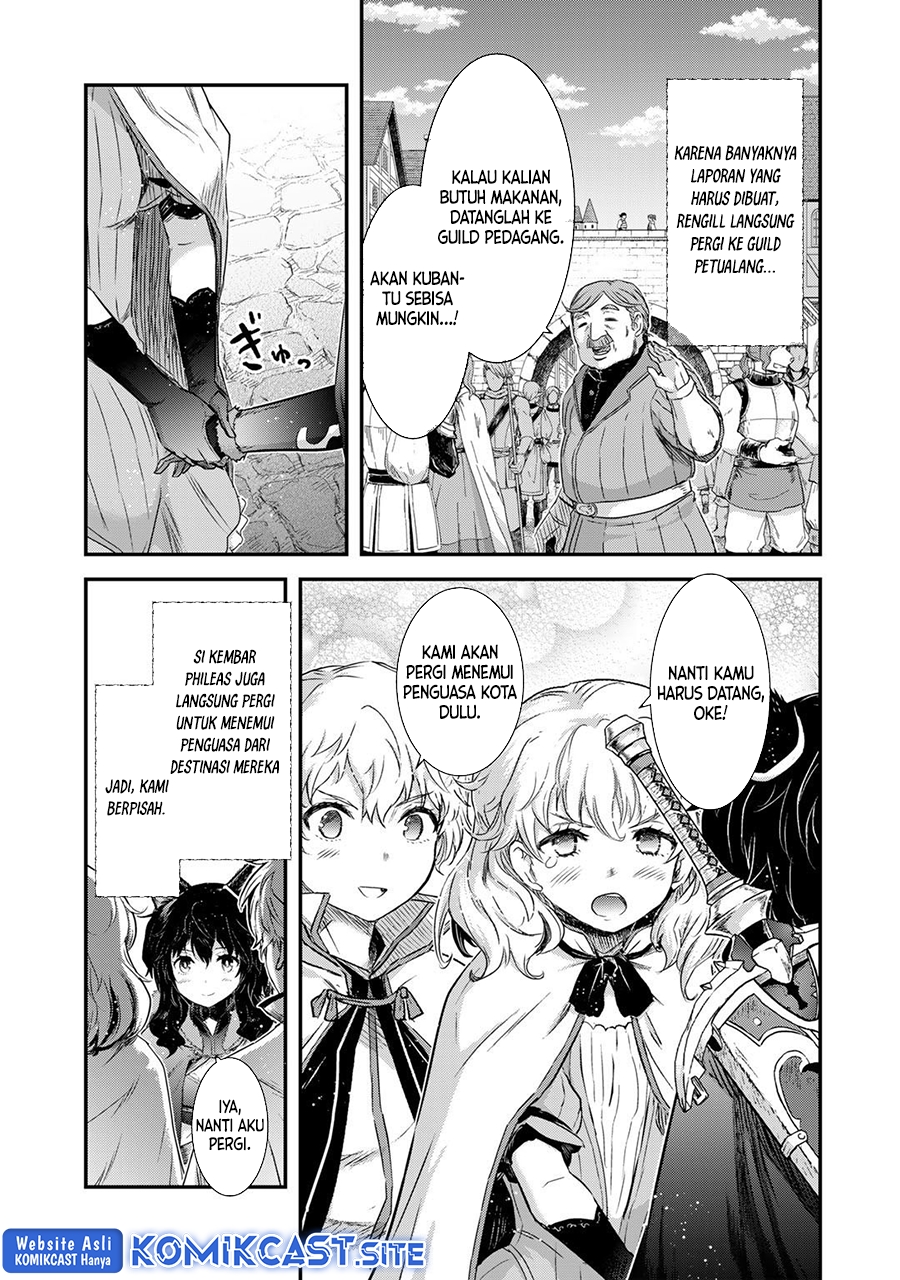 KARENA BANYAKNYA
LAPORAN YANG
HARUS DIBUAT,
RENGILL LANGSUNG
PERGI KE GUILD
PETUALANG...
KALAU KALIAN
BUTUH MAKANAN,
DATANGLAH KE
GUILD PEDAGANG.
AKAN KUBAN-
TU SEBISA
MUNGKIN...!
ぎゅっ
NANTI KAMU
HARUS DATANG,
OKE!
KAMI AKAN
PERGI MENEMUI
PENGUASA KOTA
DULU.
SI KEMBAR
PHILEAS JUGA
LANGSUNG PERGI
UNTUK MENEMUI
PENGUASA DARI
DESTINASI MEREKA
JADI, KAMI
BERPISAH.
IYA,
NANTI AKU
PERGI.
Website Asli
KOMIKCAST Hanya
KOMIKCAST.SITE